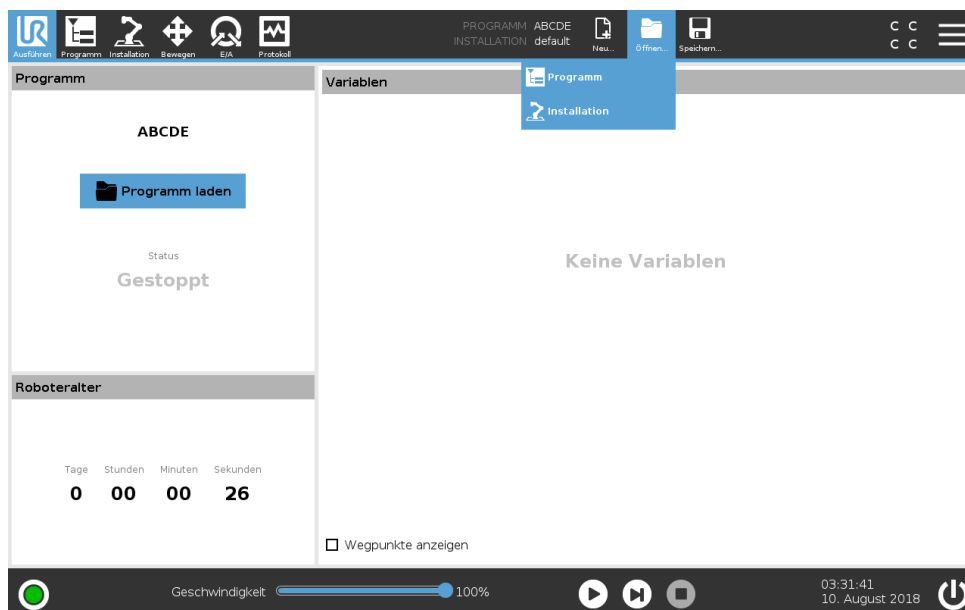 UR
PROGRAMM ABCDE
INSTALLATION default
C C
C C
Ausführen Programm Installation Bewegen E/A Protokoll Neu... Öffnen... Speichern...
Programm
Installation
Programm
Variablen
ABCDE
Programm laden
Status
Gestoppt
Keine Variablen
Roboteralter
Tage Stunden Minuten Sekunden
0 00 00 26
Wegpunkte anzeigen
Geschwindigkeit 100%
03:31:41
10. August 2018